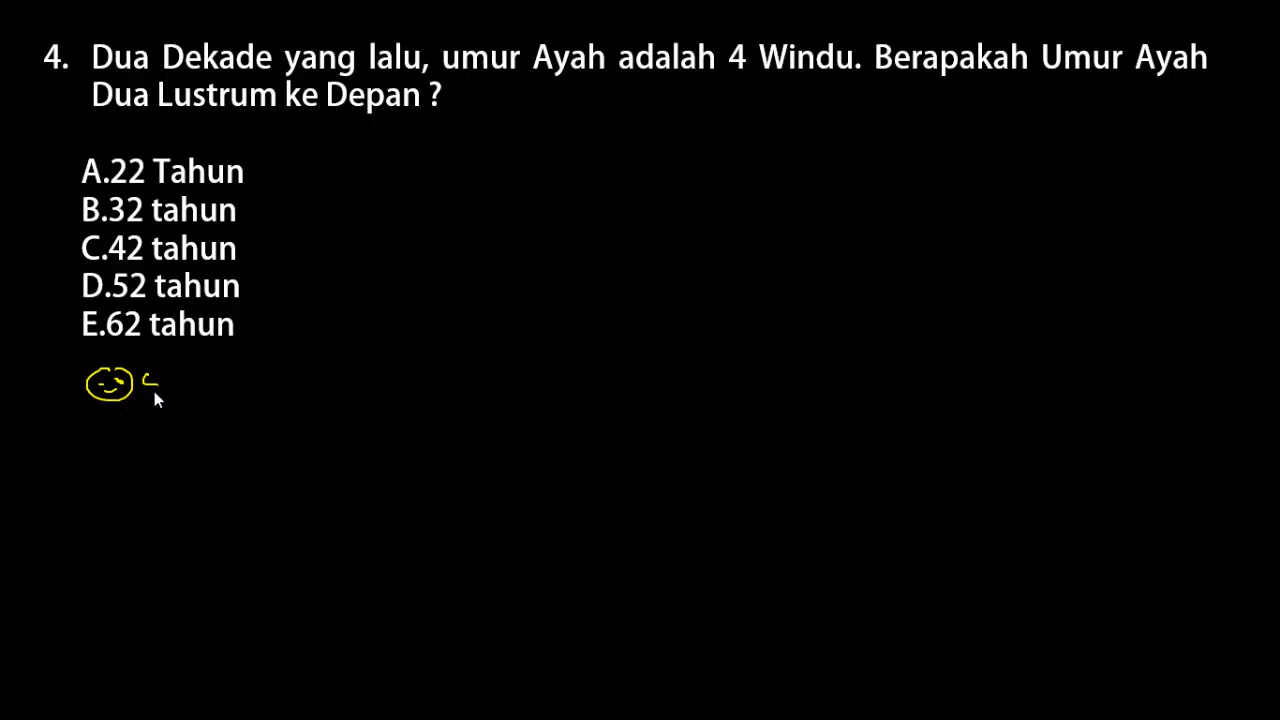 4. Dua Dekade yang lalu, umur Ayah adalah 4 Windu. Berapakah Umur Ayah
Dua Lustrum ke Depan ?
A.22 Tahun
B.32 tahun
C.42 tahun
D.52 tahun
E.62 tahun